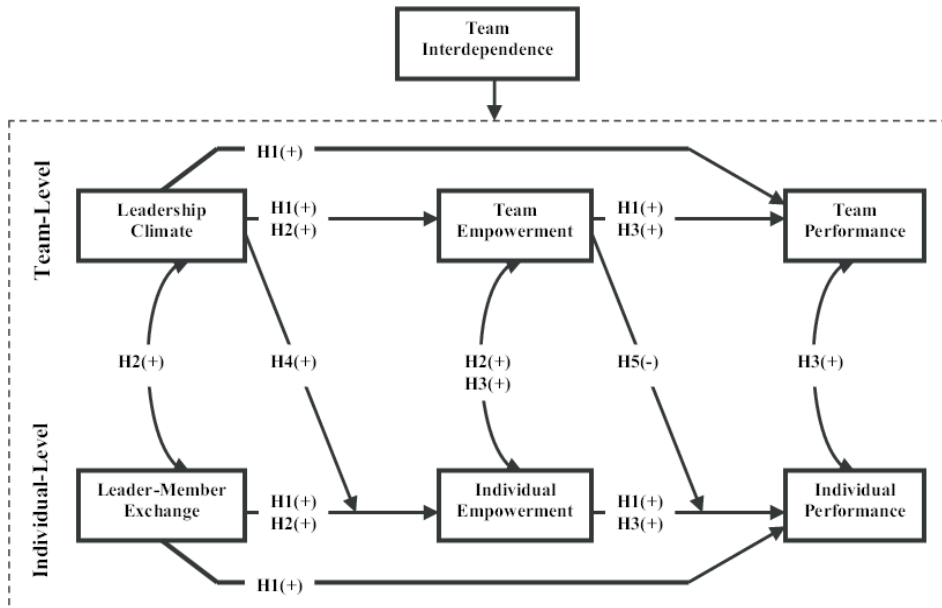 Team
Interdependence
Team-Level
H1(+)
Leadership
Climate
H1(+)
H2(+)
Team
Empowerment
H1(+)
H3(+)
Team
Performance
H2(+)
H4(+)
H2(+)
H3(+)
H5(-)
H3(+)
Individual-Level
Leader-Member
Exchange
H1(+)
H2(+)
Individual
Empowerment
H1(+)
H3(+)
Individual
Performance
H1(+)